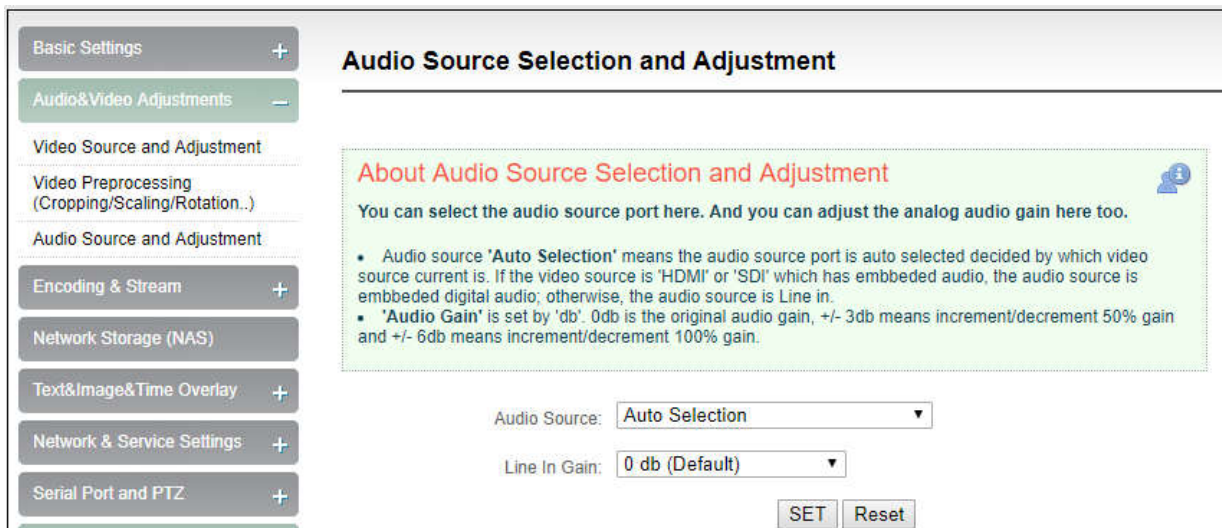 Basic Settings +
Audio&Video Adjustments –
Video Source and Adjustment
Video Preprocessing
(Cropping/Scaling/Rotation..)
Audio Source and Adjustment
Encoding & Stream +
Network Storage (NAS)
Text&Image&Time Overlay +
Network & Service Settings +
Serial Port and PTZ +
Audio Source Selection and Adjustment
About Audio Source Selection and Adjustment
You can select the audio source port here. And you can adjust the analog audio gain here too.
• Audio source 'Auto Selection' means the audio source port is auto selected decided by which video
source current is. If the video source is 'HDMI' or 'SDI' which has embbeded audio, the audio source is
embbeded digital audio; otherwise, the audio source is Line in.
• 'Audio Gain' is set by 'db'. 0db is the original audio gain, +/- 3db means increment/decrement 50% gain
and +/- 6db means increment/decrement 100% gain.
Audio Source: Auto Selection
Line In Gain: 0 db (Default)
SET Reset